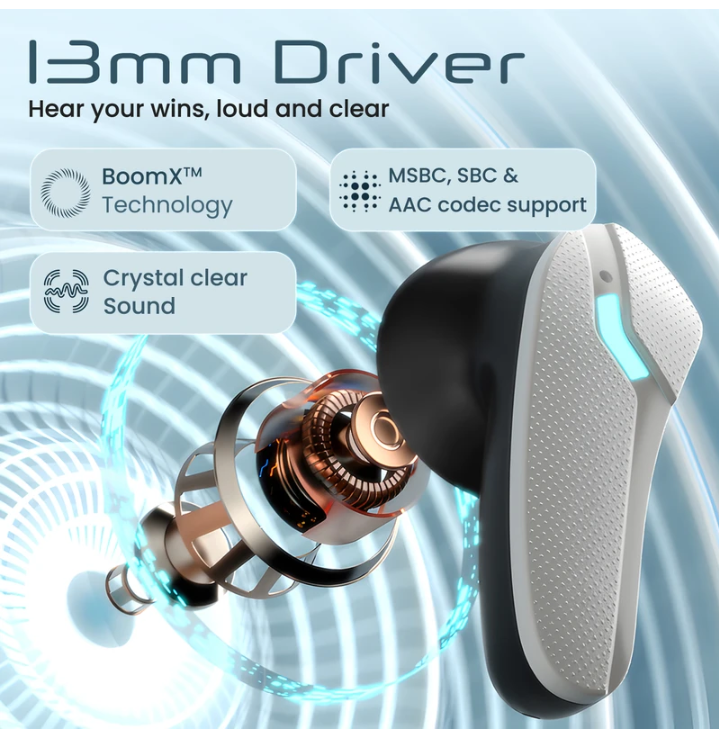 13mm Driver
Hear your wins, loud and clear
BoomX™
Technology
MSBC, SBC &
AAC codec support
Crystal clear
Sound